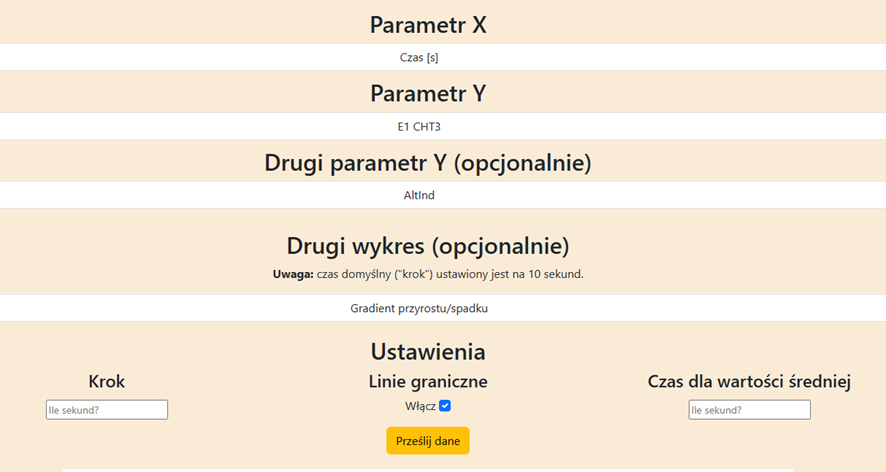 Parametr X
Czas [s]
Parametr Y
E1 CHT3
Drugi parametr Y (opcjonalnie)
AltInd
Drugi wykres (opcjonalnie)
Uwaga: czas domyślny ("krok") ustawiony jest na 10 sekund.
Gradient przyrostu/spadku
Ustawienia
Krok
Linie graniczne
Czas dla wartości średniej
Ile sekund?
Włącz
Ile sekund?
Prześlij dane